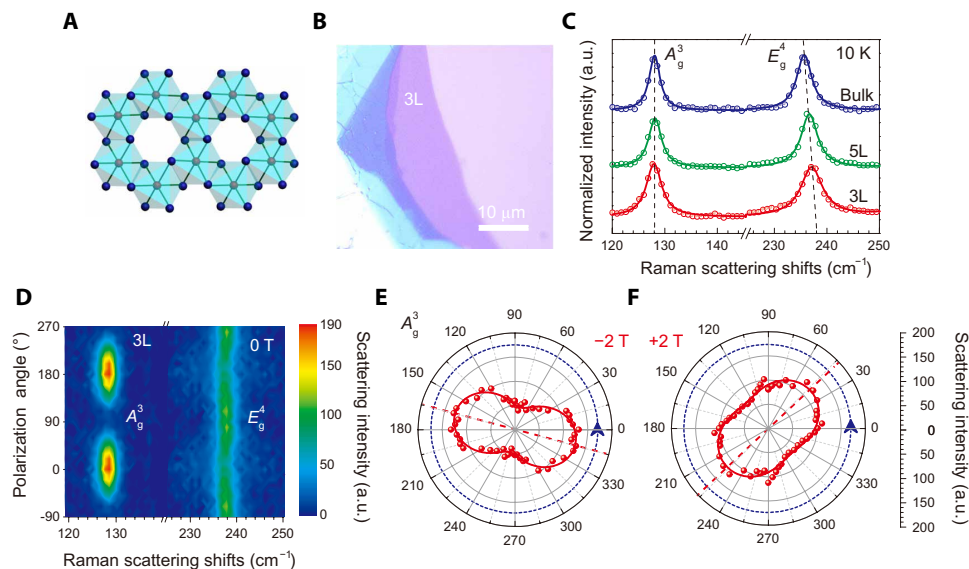 A
B
3L
10 μm
C
A³g
E⁴g
10 K
Bulk
5L
3L
Normalized intensity (a.u.)
120 130 140 230 240 250
Raman scattering shifts (cm⁻¹)
D
3L
0 T
A³g
E⁴g
Polarization angle (°)
270
180
90
0
-90
120 130 230 240 250
Raman scattering shifts (cm⁻¹)
190
150
100
50
0
Scattering intensity (a.u.)
E
A³g
−2 T
90
120 60
150 30
180 0
210 330
240 300
270
F
+2 T
90
120 60
150 30
180 0
210 330
240 300
270
200
150
100
50
0
50
100
150
200
Scattering intensity (a.u.)